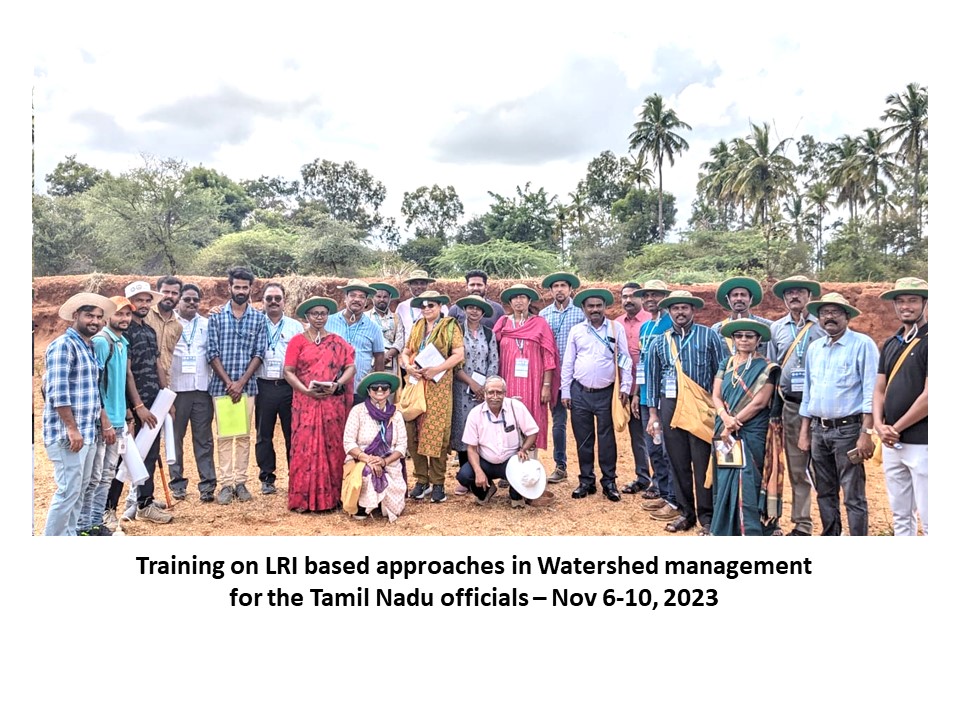 Training on LRI based approaches in Watershed management
for the Tamil Nadu officials – Nov 6-10, 2023